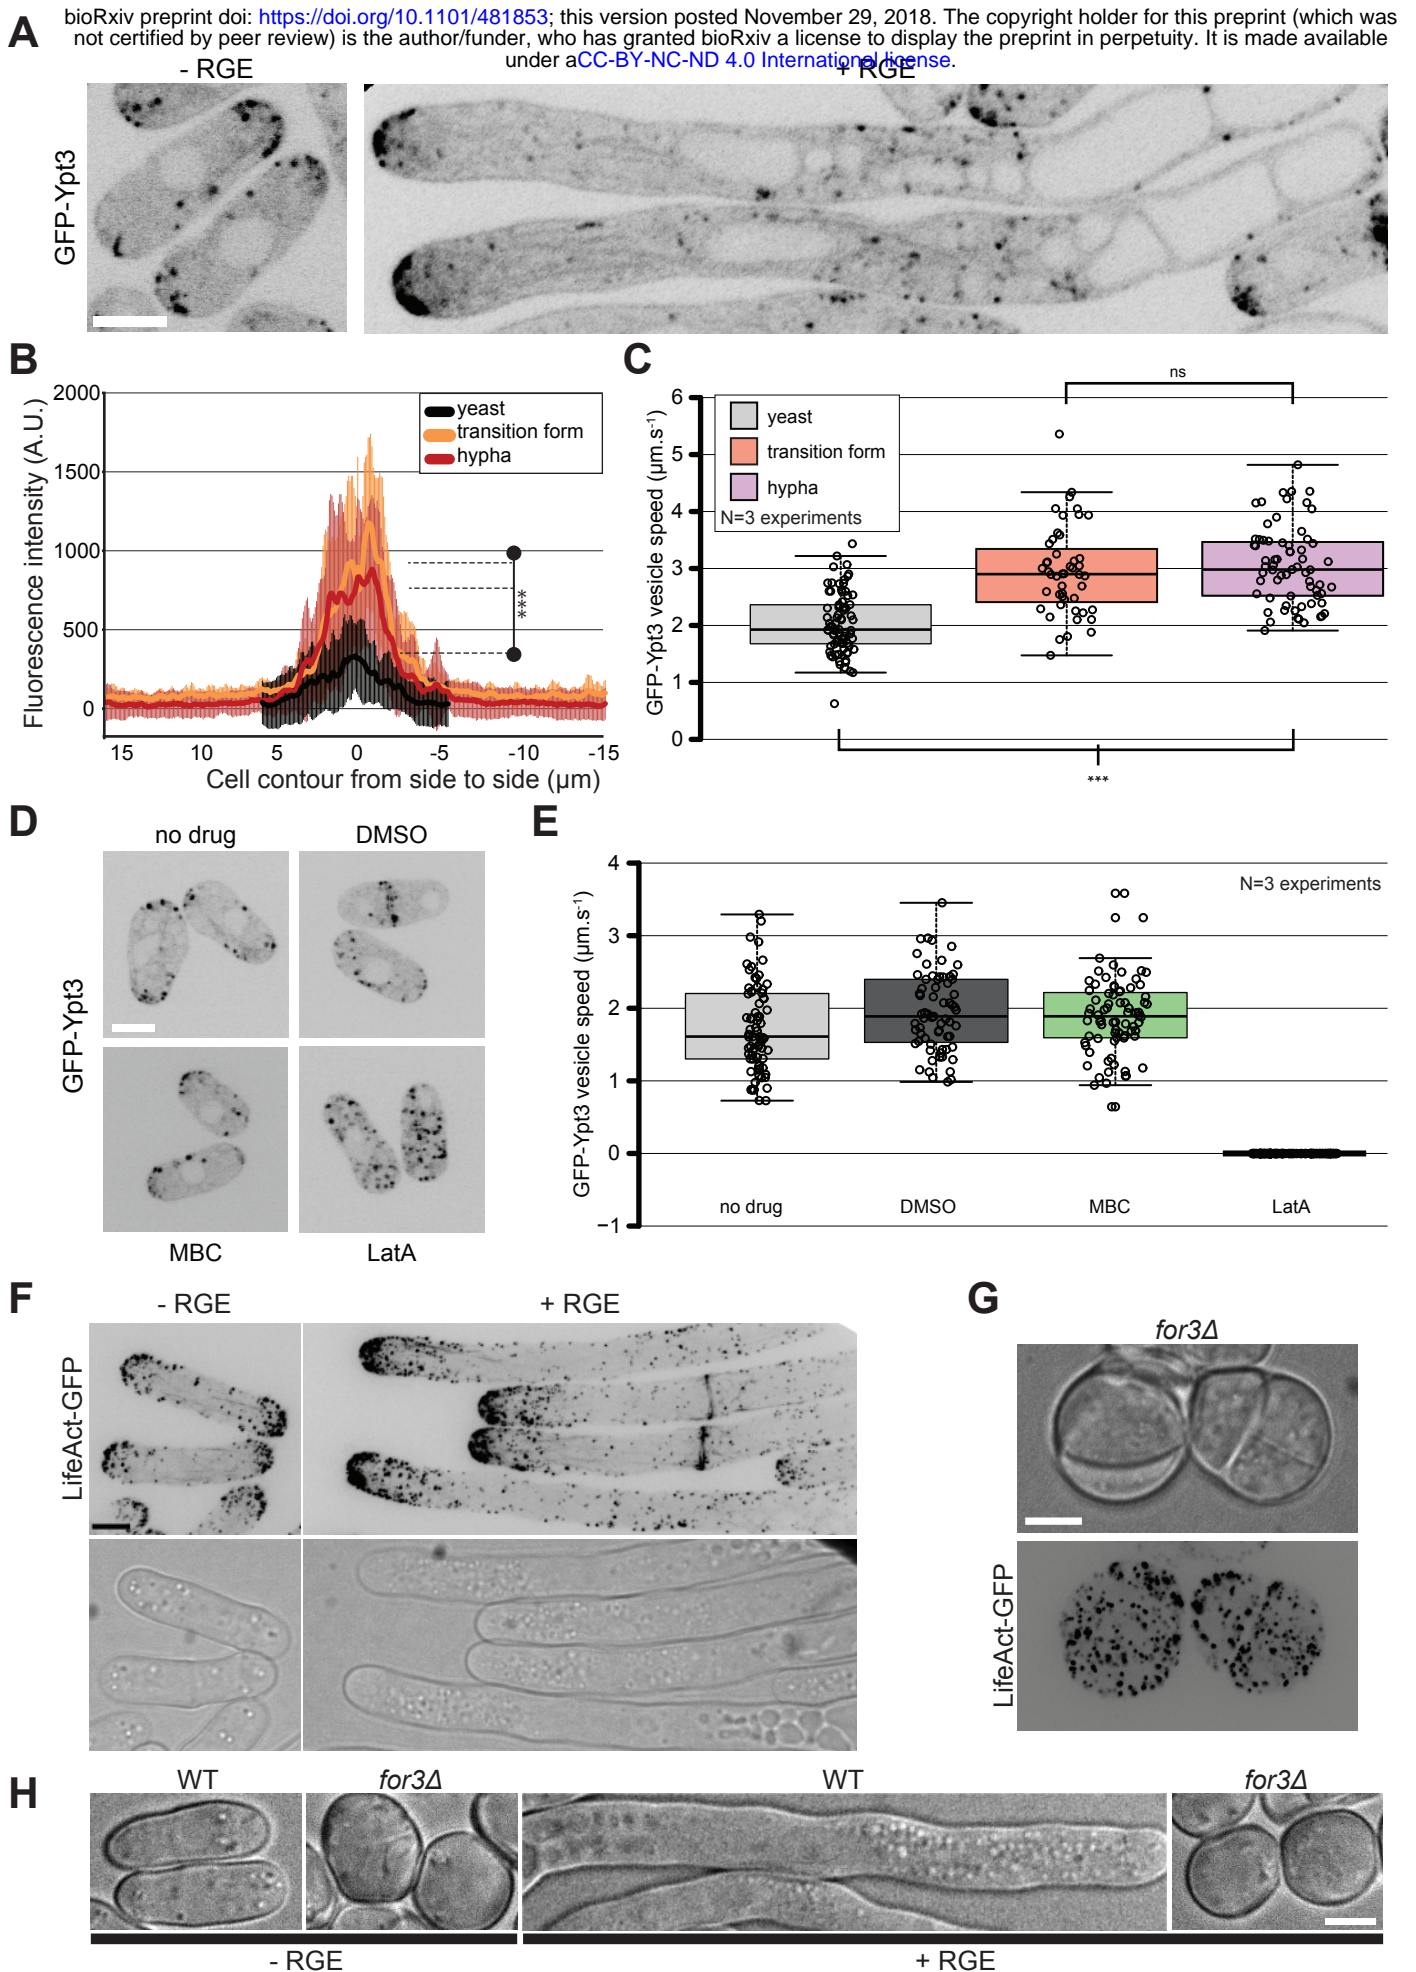 bioRxiv preprint doi: https://doi.org/10.1101/481853; this version posted November 29, 2018. The copyright holder for this preprint (which was
not certified by peer review) is the author/funder, who has granted bioRxiv a license to display the preprint in perpetuity. It is made available
under aCC-BY-NC-ND 4.0 International license.
A
- RGE
+ RGE
GFP-Ypt3
B
2000
1500
1000
500
0
Fluorescence intensity (A.U.)
yeast
transition form
hypha
***
15 10 5 0 -5 -10 -15
Cell contour from side to side (µm)
C
ns
6
5
4
3
2
1
0
GFP-Ypt3 vesicle speed (µm.s⁻¹)
yeast
transition form
hypha
N=3 experiments
***
D
no drug
DMSO
GFP-Ypt3
MBC
LatA
E
4
3
2
1
0
−1
GFP-Ypt3 vesicle speed (µm.s⁻¹)
N=3 experiments
no drug DMSO MBC LatA
F
- RGE
+ RGE
LifeAct-GFP
G
for3Δ
LifeAct-GFP
H
WT
for3Δ
WT
for3Δ
- RGE
+ RGE